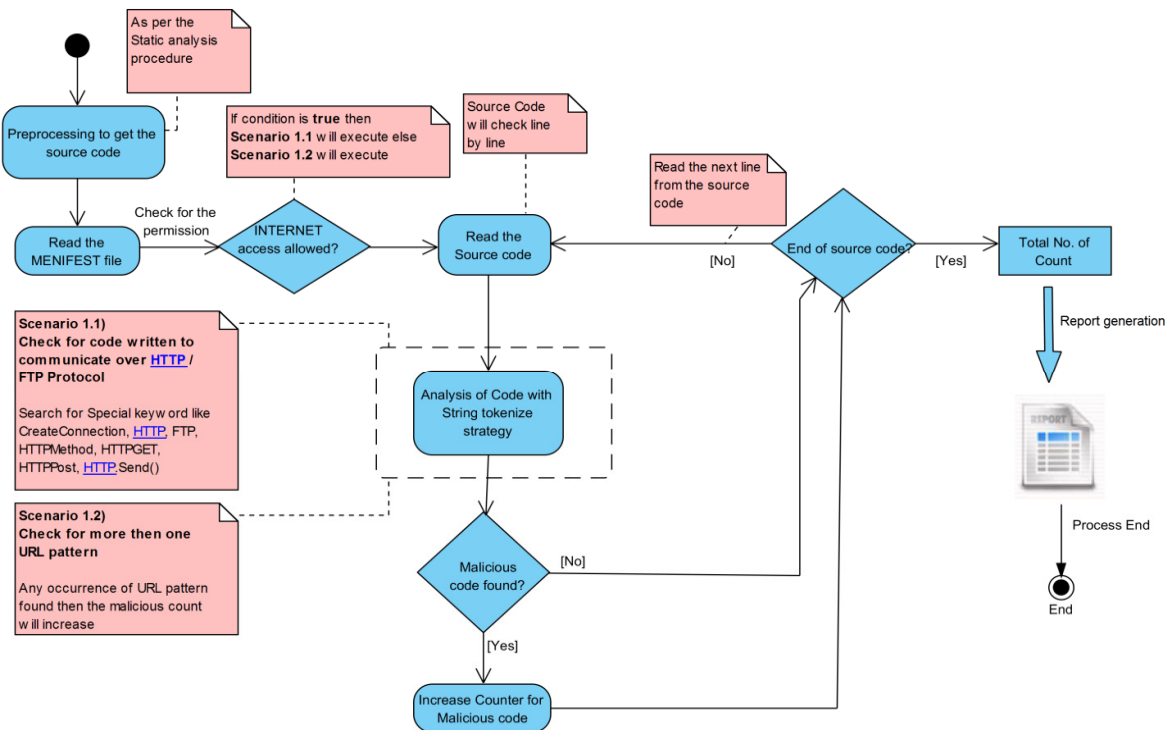 As per the
Static analysis
procedure
Preprocessing to get the
source code
If condition is true then
Scenario 1.1 will execute else
Scenario 1.2 will execute
Source Code
will check line
by line
Read the next line
from the source
code
Read the
MENIFEST file
Check for the
permission
INTERNET
access allowed?
Read the
Source code
[No]
End of source code?
[Yes]
Total No. of
Count
Report generation
REPORT
Process End
End
Scenario 1.1)
Check for code written to
communicate over HTTP /
FTP Protocol
Search for Special keyword like
CreateConnection, HTTP, FTP,
HTTPMethod, HTTPGET,
HTTPPost, HTTP.Send()
Analysis of Code with
String tokenize
strategy
Scenario 1.2)
Check for more then one
URL pattern
Any occurrence of URL pattern
found then the malicious count
will increase
Malicious
code found?
[No]
[Yes]
Increase Counter for
Malicious code